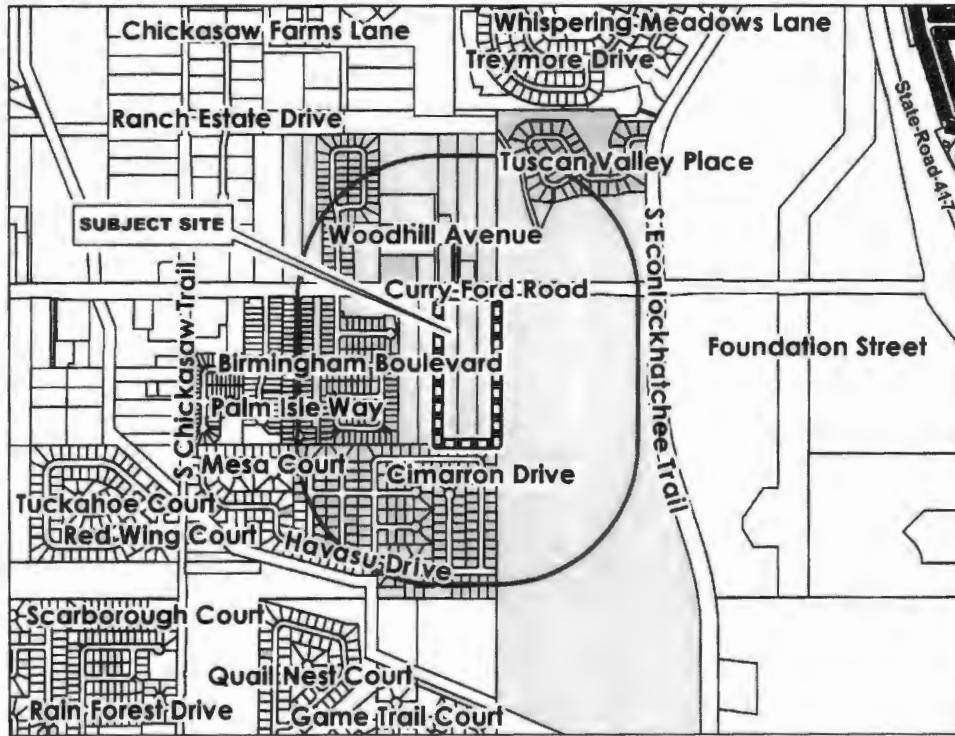 Chickasaw Farms Lane
Whispering Meadows Lane
Treymore Drive
State Road 417
Ranch Estate Drive
Tuscan Valley Place
SUBJECT SITE
Woodhill Avenue
S Chickasaw Trail
Curry Ford Road
S Econlockhatchee Trail
Foundation Street
Birmingham Boulevard
Palm Isle Way
Mesa Court
Cimarron Drive
Tuckahoe Court
Red Wing Court
Havasu Drive
Scarborough Court
Quail Nest Court
Rain Forest Drive
Game Trail Court